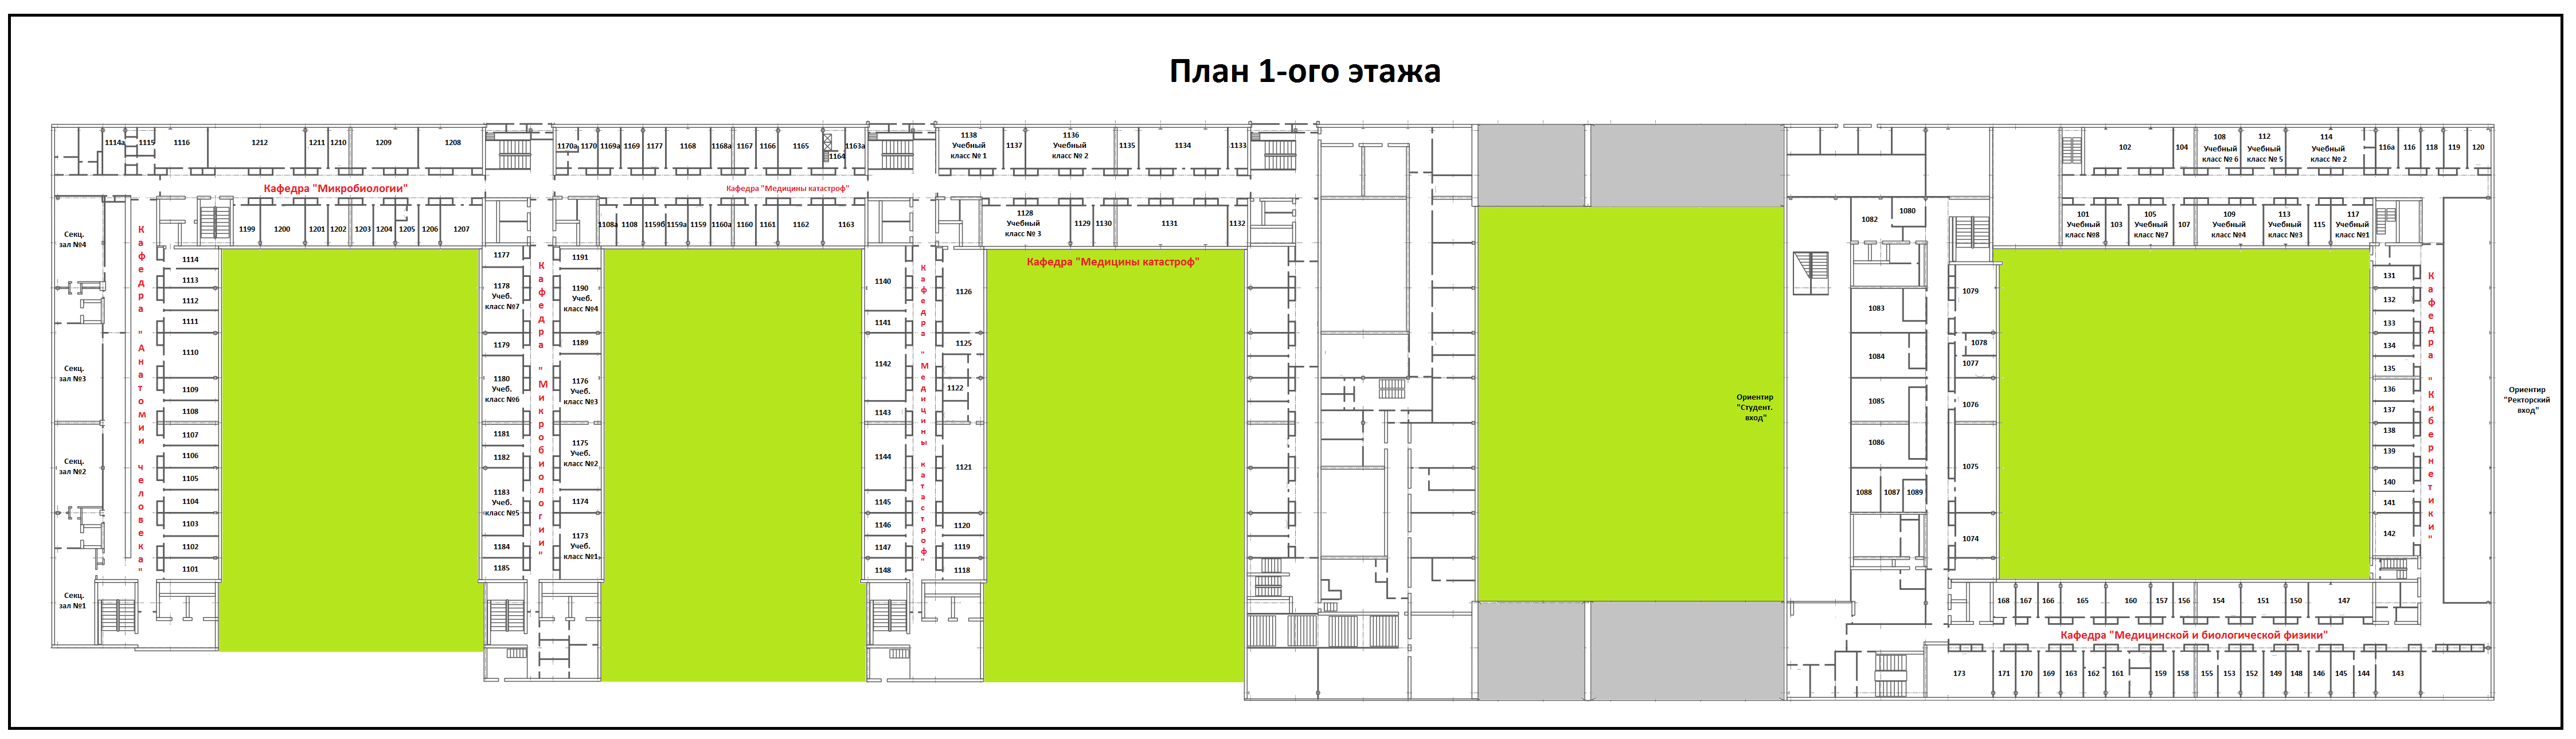 План 1-ого этажа
1114а
1115
1116
1212
1211
1210
1209
1208
1170а
1170
1169а
1169
1177
1168
1168а
1167
1166
1165
1164
1163а
1138
Учебный
класс № 1
1137
1136
Учебный
класс № 2
1135
1134
1133
102
104
108
Учебный
класс № 6
112
Учебный
класс № 5
114
Учебный
класс № 2
116а
116
118
119
120
Кафедра "Микробиологии"
Кафедра "Медицины катастроф"
1199
1200
1201
1202
1203
1204
1205
1206
1207
1108а
1108
1159б
1159а
1159
1160а
1160
1161
1162
1163
1128
Учебный
класс № 3
1129
1130
1131
1132
1082
1080
101
Учебный
класс №8
103
105
Учебный
класс №7
107
109
Учебный
класс №4
113
Учебный
класс №3
115
117
Учебный
класс №1
Секц.
зал №4
Секц.
зал №3
Секц.
зал №2
Секц.
зал №1
Кафедра "Анатомии человека"
1114
1113
1112
1111
1110
1109
1108
1107
1106
1105
1104
1103
1102
1101
1177
1178
Учеб.
класс №7
1179
1180
Учеб.
класс №6
1181
1182
1183
Учеб.
класс №5
1184
1185
Кафедра "Микробиологии"
1191
1190
Учеб.
класс №4
1189
1176
Учеб.
класс №3
1175
Учеб.
класс №2
1174
1173
Учеб.
класс №1
1140
1141
1142
1143
1144
1145
1146
1147
1148
Кафедра "Медицины катастроф"
1126
1125
1122
1121
1120
1119
1118
Кафедра "Медицины катастроф"
Ориентир
"Студент.
вход"
1083
1084
1085
1086
1088
1087
1089
1079
1078
1077
1076
1075
1074
131
132
133
134
135
136
137
138
139
140
141
142
Кафедра "Кибернетики"
Ориентир
"Ректорский
вход"
168
167
166
165
160
157
156
154
151
150
147
Кафедра "Медицинской и биологической физики"
173
171
170
169
163
162
161
159
158
155
153
152
149
148
146
145
144
143